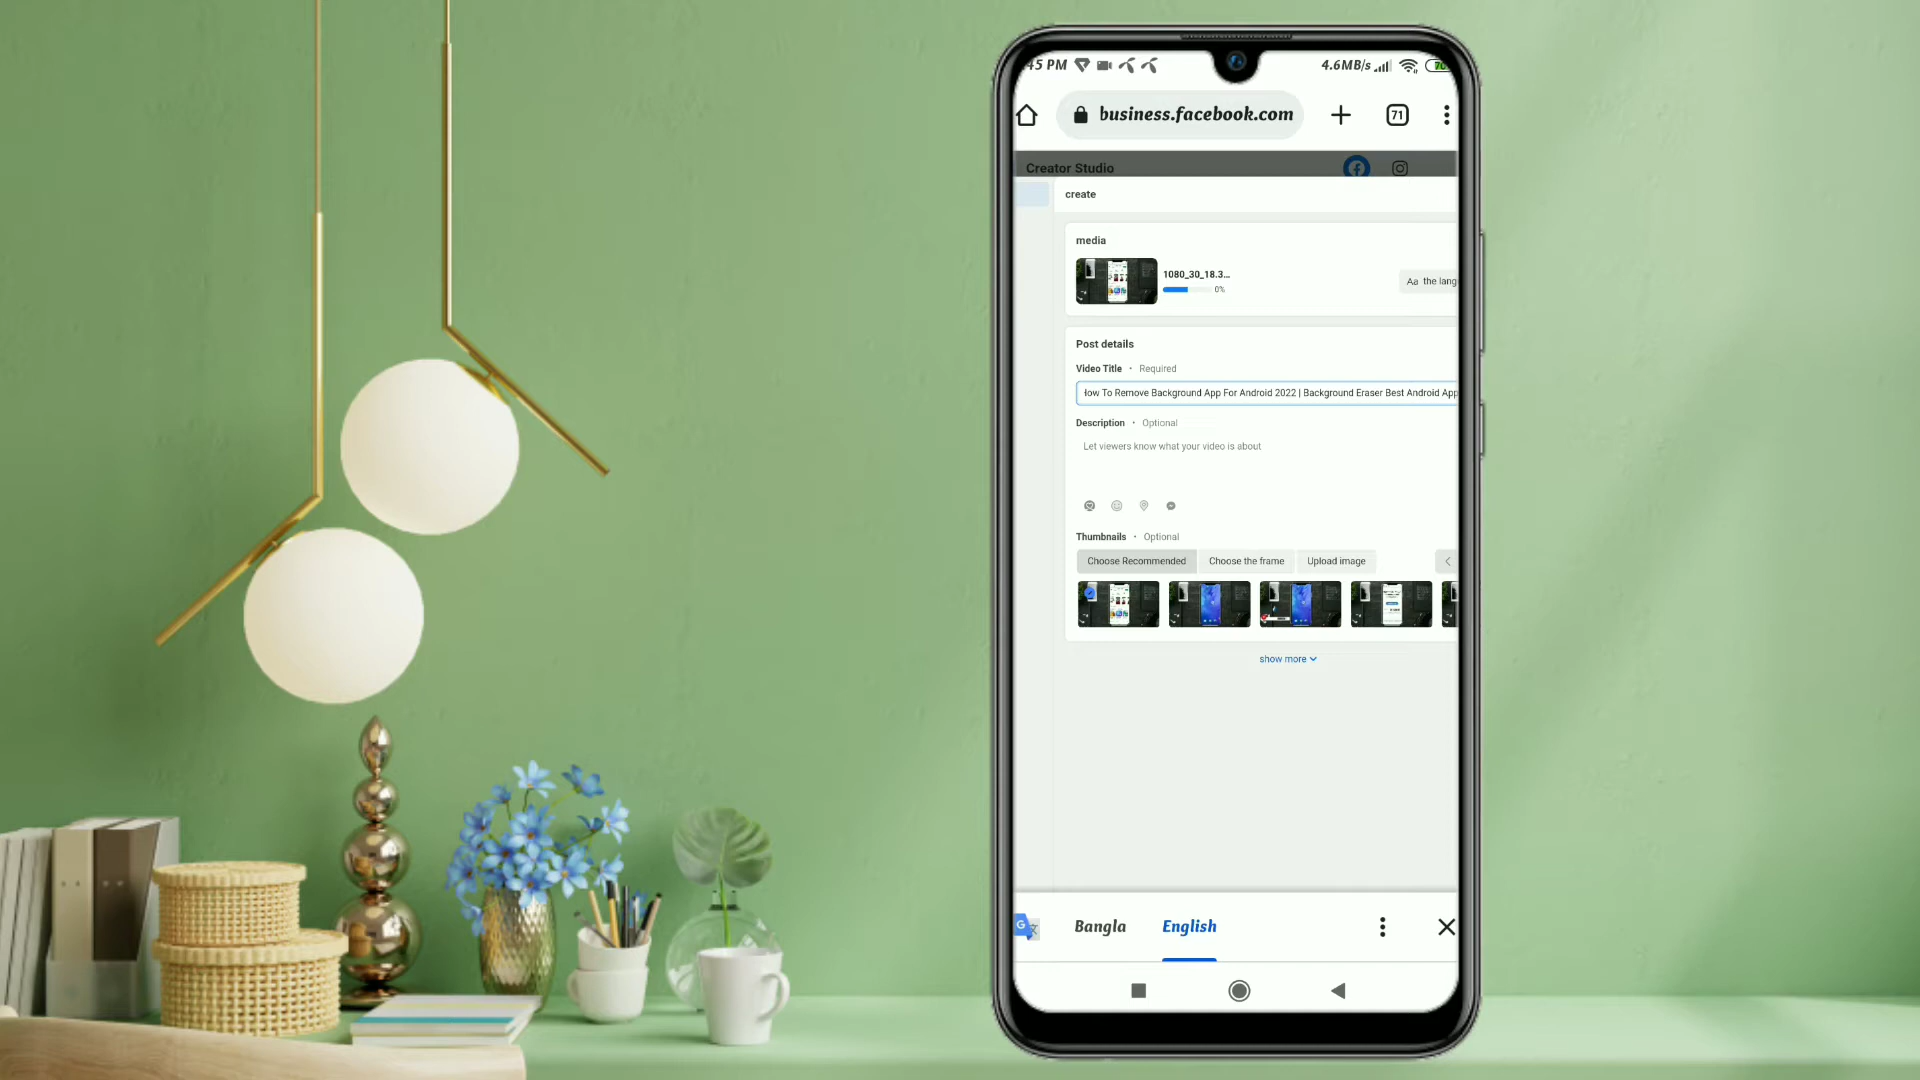 45 PM 4.6MB/s
business.facebook.com 71
Creator Studio
create
media
1080_30_18.3...
0%
Aa the lang
Post details
Video Title · Required
How To Remove Background App For Android 2022 | Background Eraser Best Android App
Description · Optional
Let viewers know what your video is about
Thumbnails · Optional
Choose Recommended Choose the frame Upload image
show more
Bangla English